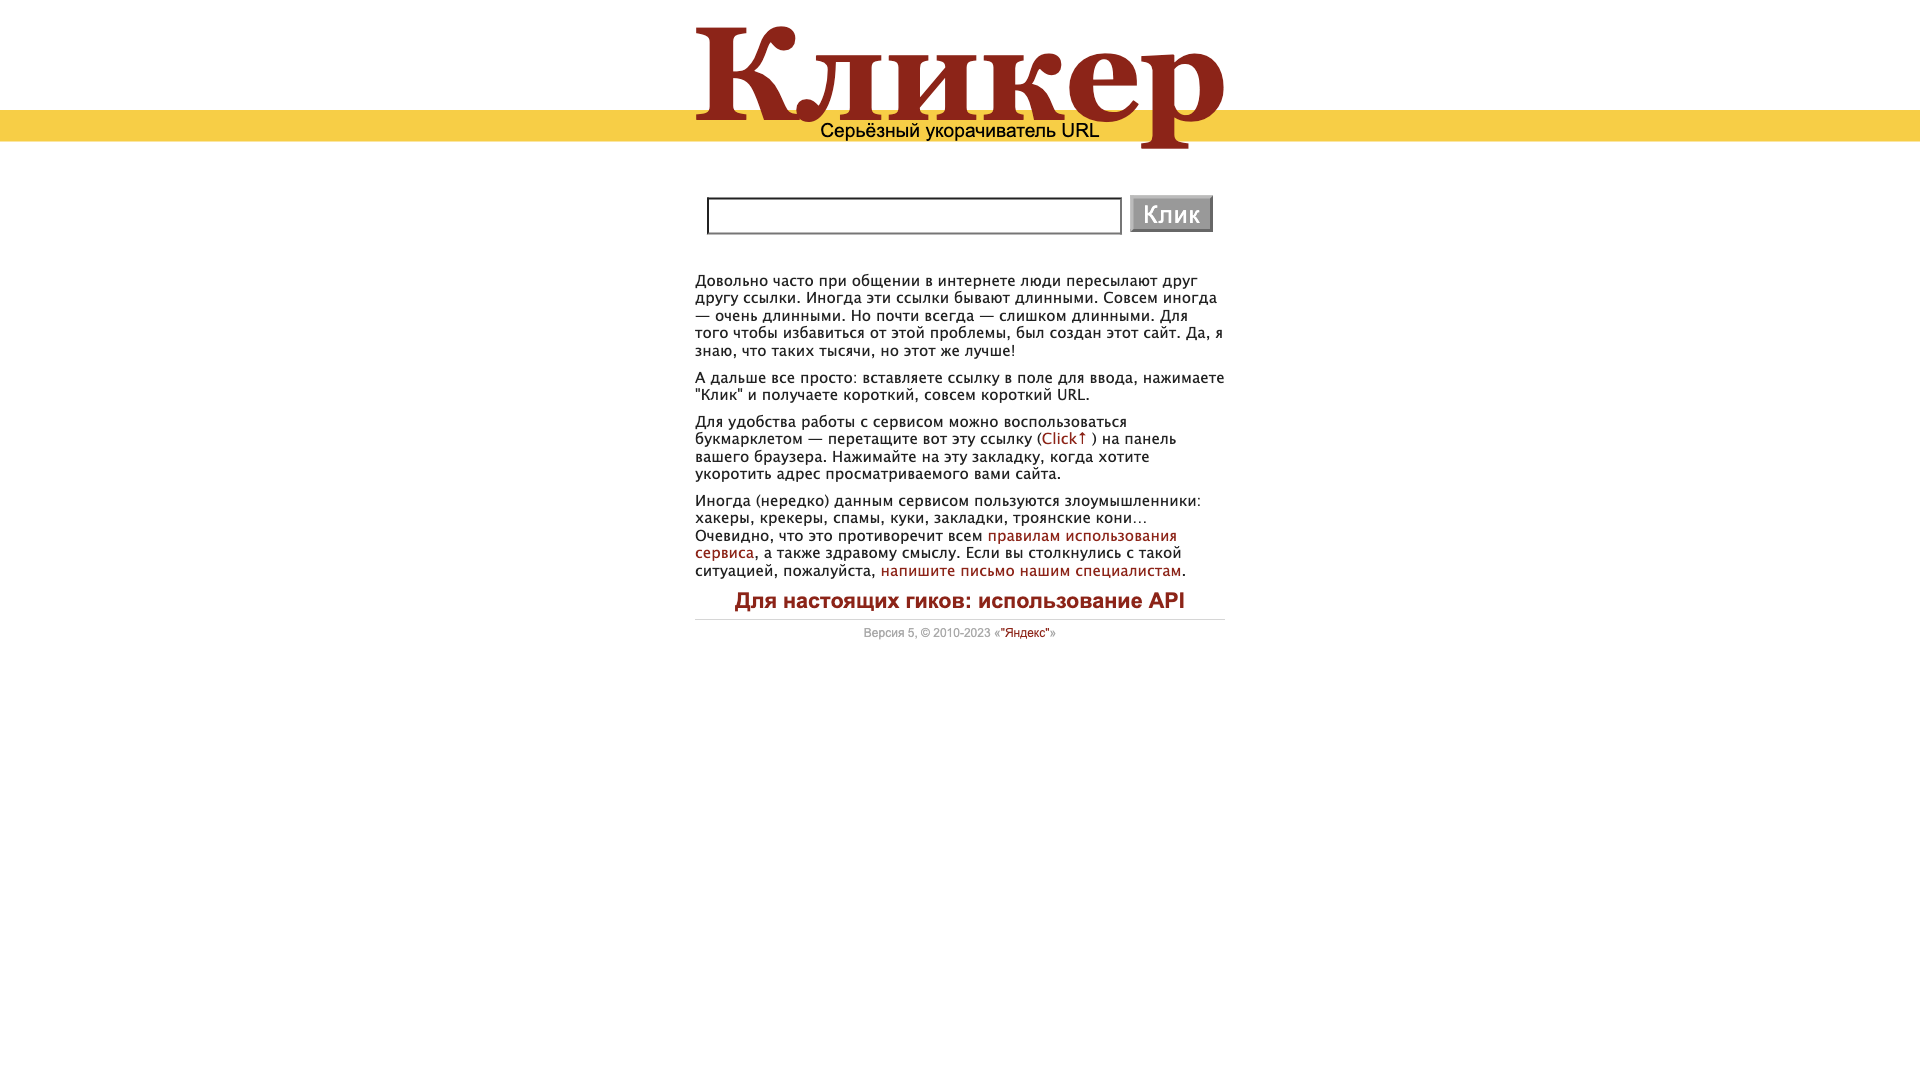 Кликер
Серьёзный укорачиватель URL
Клик
Довольно часто при общении в интернете люди пересылают друг
другу ссылки. Иногда эти ссылки бывают длинными. Совсем иногда
— очень длинными. Но почти всегда — слишком длинными. Для
того чтобы избавиться от этой проблемы, был создан этот сайт. Да, я
знаю, что таких тысячи, но этот же лучше!
А дальше все просто: вставляете ссылку в поле для ввода, нажимаете
"Клик" и получаете короткий, совсем короткий URL.
Для удобства работы с сервисом можно воспользоваться
букмарклетом — перетащите вот эту ссылку (Click↑ ) на панель
вашего браузера. Нажимайте на эту закладку, когда хотите
укоротить адрес просматриваемого вами сайта.
Иногда (нередко) данным сервисом пользуются злоумышленники:
хакеры, крекеры, спамы, куки, закладки, троянские кони…
Очевидно, что это противоречит всем правилам использования
сервиса, а также здравому смыслу. Если вы столкнулись с такой
ситуацией, пожалуйста, напишите письмо нашим специалистам.
Для настоящих гиков: использование API
Версия 5, © 2010-2023 «"Яндекс"»